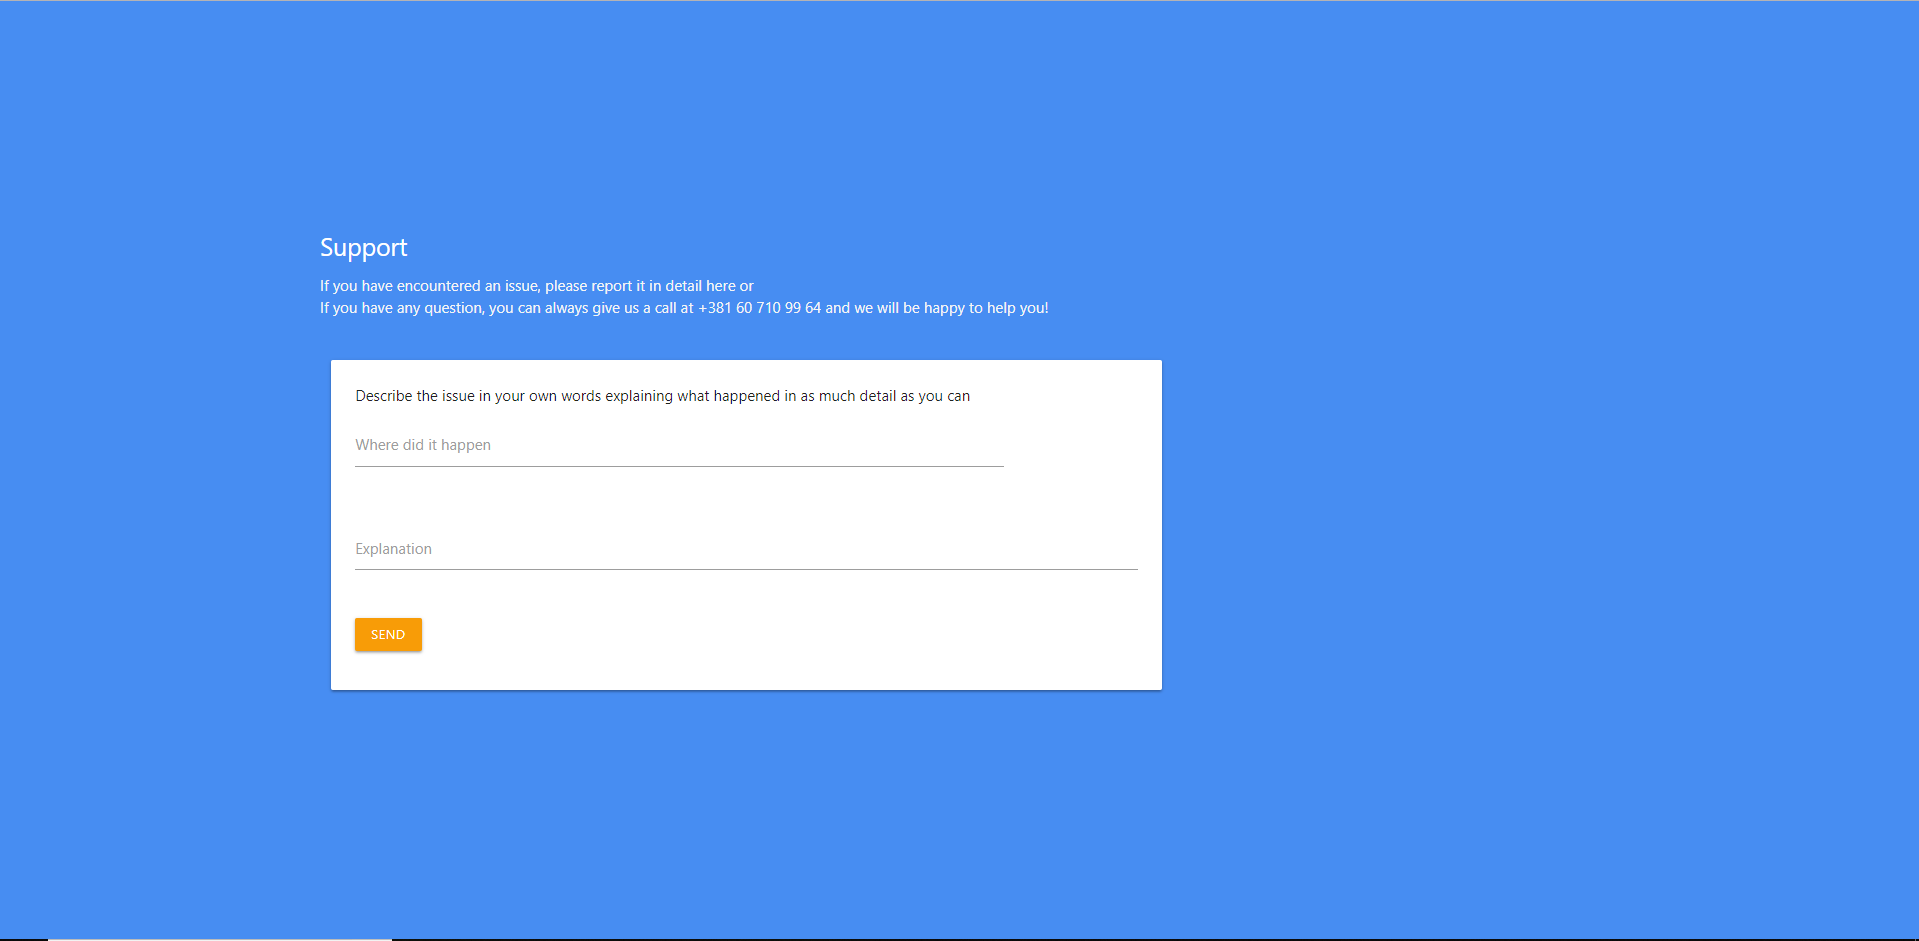 Support
If you have encountered an issue, please report it in detail here or
If you have any question, you can always give us a call at +381 60 710 99 64 and we will be happy to help you!
Describe the issue in your own words explaining what happened in as much detail as you can
Where did it happen
Explanation
SEND